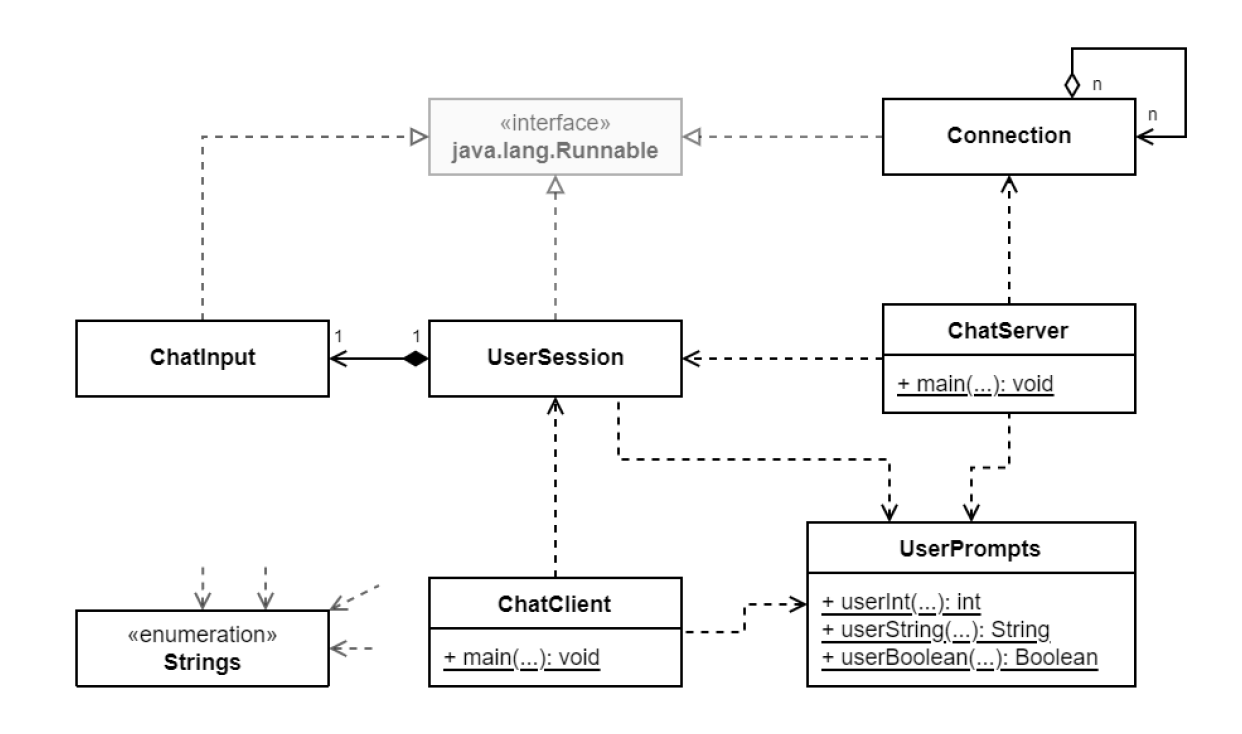 n
«interface»
java.lang.Runnable
Connection
n
ChatInput
1
1
UserSession
ChatServer
+ main(...): void
UserPrompts
+ userInt(...): int
+ userString(...): String
+ userBoolean(...): Boolean
ChatClient
+ main(...): void
«enumeration»
Strings